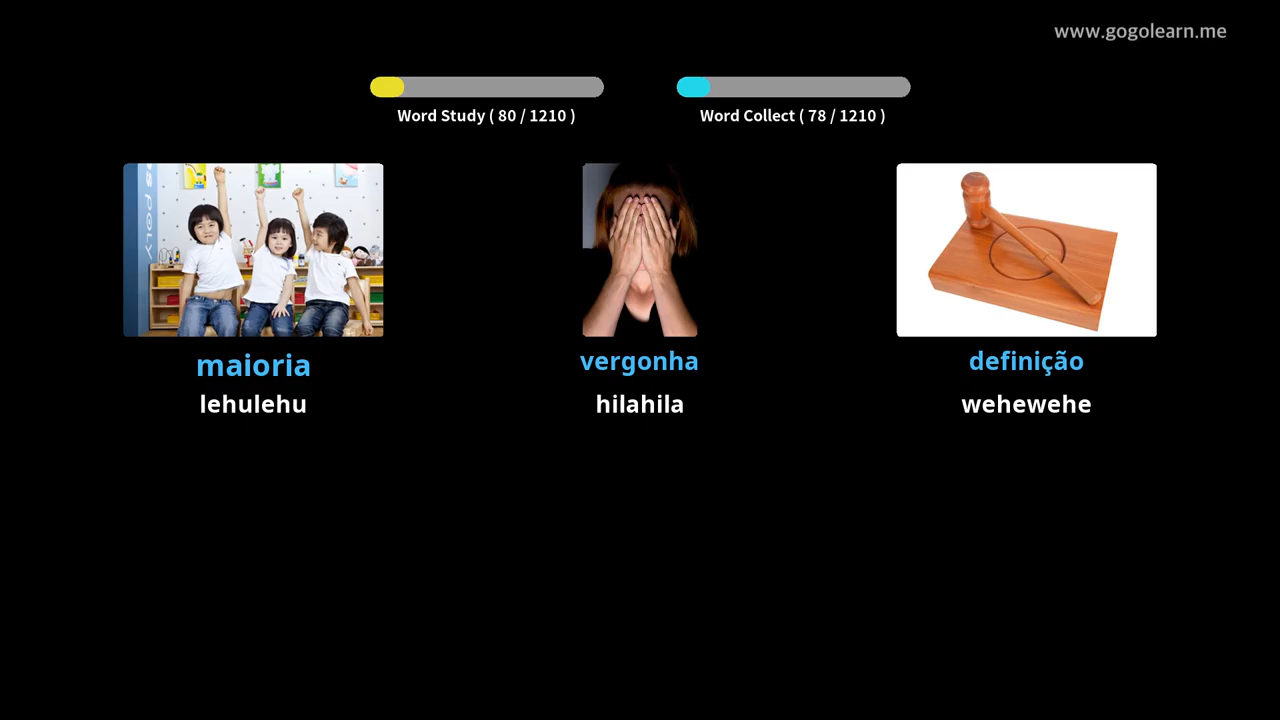 www.gogolearn.me
Word Study ( 80 / 1210 )
Word Collect ( 78 / 1210 )
maioria
vergonha
definição
lehulehu
hilahila
wehewehe